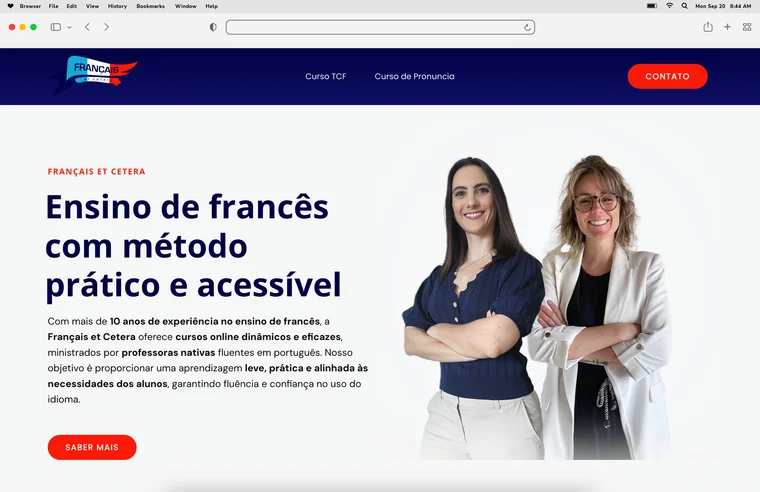 Browser File Edit View History Bookmarks Window Help Mon Sep 20 8:44 AM
FRANÇAIS
ET CETERA
Curso TCF Curso de Pronuncia CONTATO
FRANÇAIS ET CETERA
Ensino de francês
com método
prático e acessível
Com mais de 10 anos de experiência no ensino de francês, a
Français et Cetera oferece cursos online dinâmicos e eficazes,
ministrados por professoras nativas fluentes em português. Nosso
objetivo é proporcionar uma aprendizagem leve, prática e alinhada às
necessidades dos alunos, garantindo fluência e confiança no uso do
idioma.
SABER MAIS